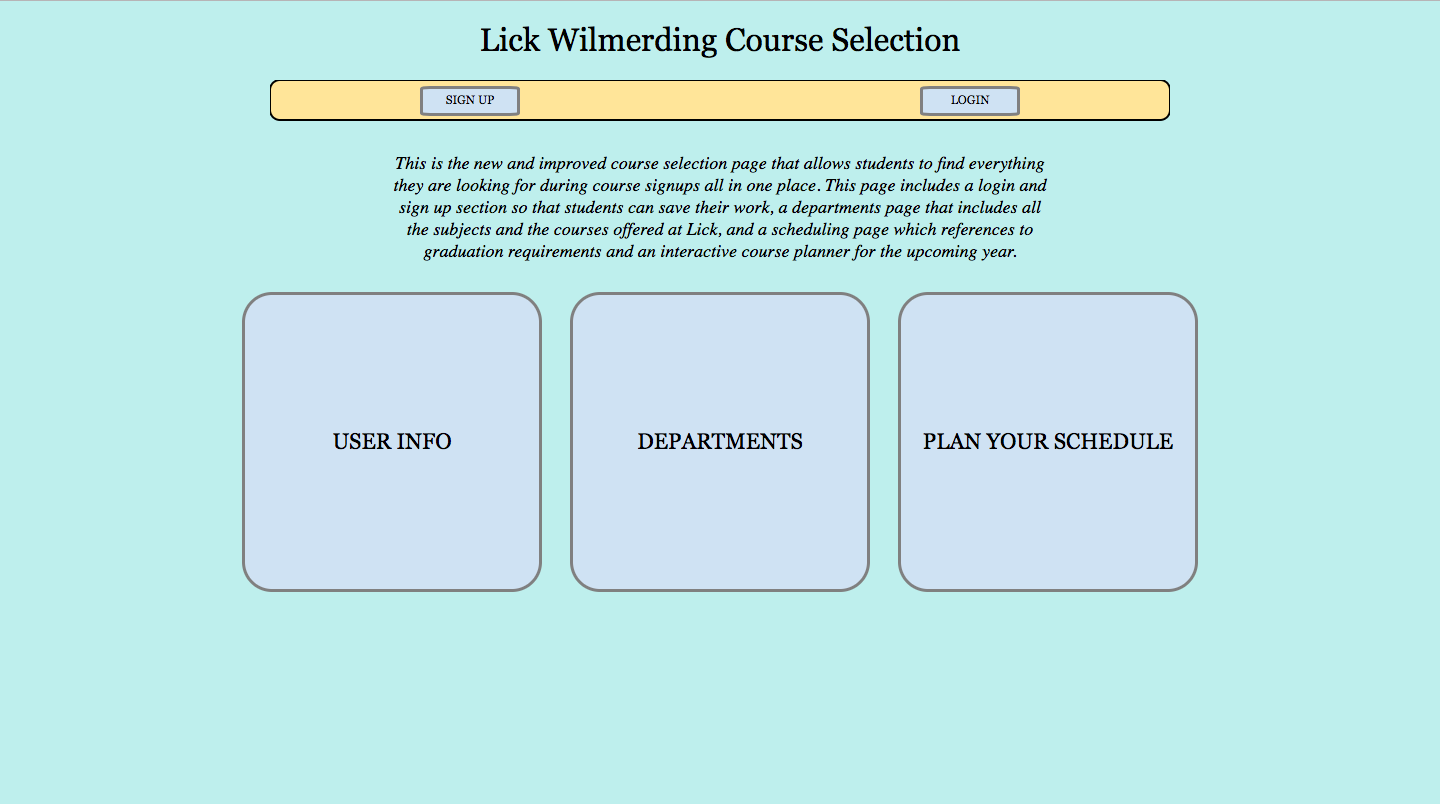 Lick Wilmerding Course Selection
SIGN UP
LOGIN
This is the new and improved course selection page that allows students to find everything
they are looking for during course signups all in one place. This page includes a login and
sign up section so that students can save their work, a departments page that includes all
the subjects and the courses offered at Lick, and a scheduling page which references to
graduation requirements and an interactive course planner for the upcoming year.
USER INFO
DEPARTMENTS
PLAN YOUR SCHEDULE